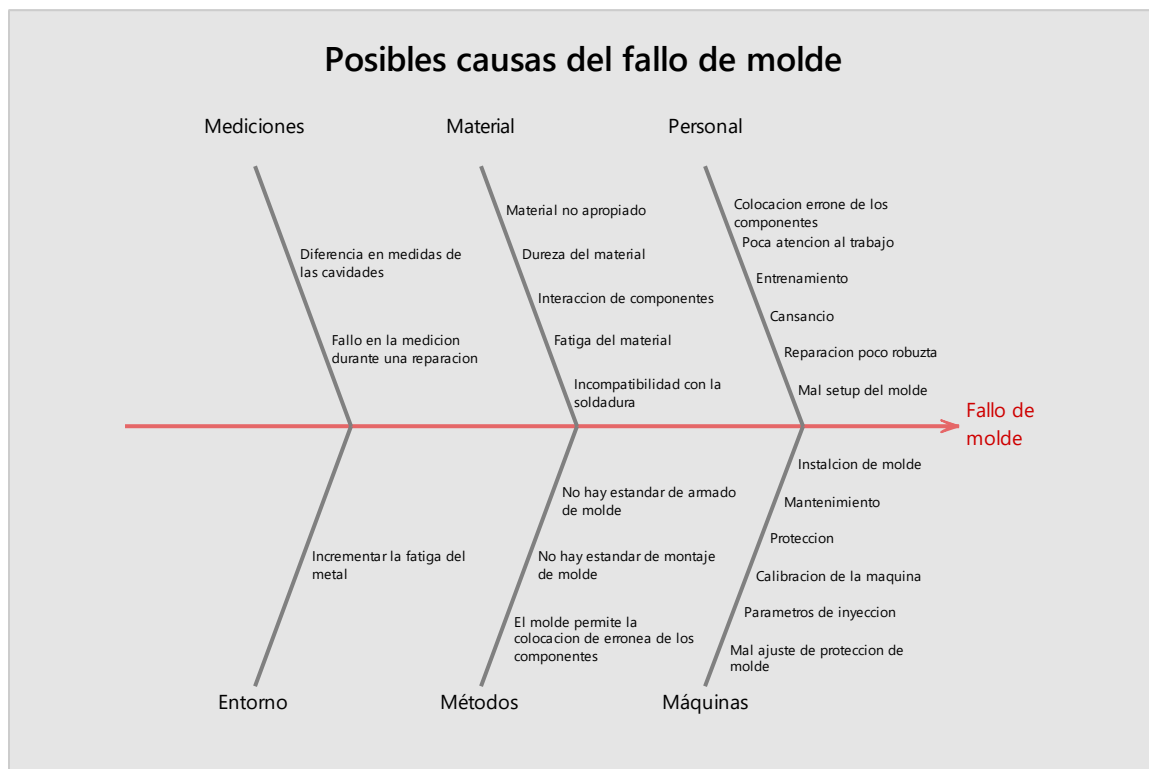 Posibles causas del fallo de molde
Mediciones
Material
Personal
Diferencia en medidas de
las cavidades
Fallo en la medicion
durante una reparacion
Material no apropiado
Dureza del material
Interaccion de componentes
Fatiga del material
Incompatibilidad con la
soldadura
Colocacion errone de los
componentes
Poca atencion al trabajo
Entrenamiento
Cansancio
Reparacion poco robuzta
Mal setup del molde
Fallo de
molde
Incrementar la fatiga del
metal
No hay estandar de armado
de molde
No hay estandar de montaje
de molde
El molde permite la
colocacion de erronea de los
componentes
Instalcion de molde
Mantenimiento
Proteccion
Calibracion de la maquina
Parametros de inyeccion
Mal ajuste de proteccion de
molde
Entorno
Métodos
Máquinas